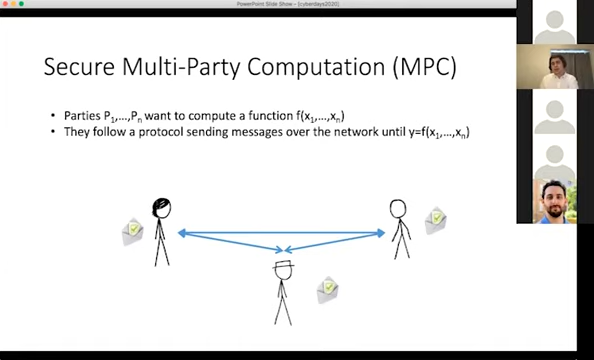 PowerPoint Slide Show - [cyberdays2020]
Secure Multi-Party Computation (MPC)
• Parties P₁,...,Pₙ want to compute a function f(x₁,...,xₙ)
• They follow a protocol sending messages over the network until y=f(x₁,...,xₙ)